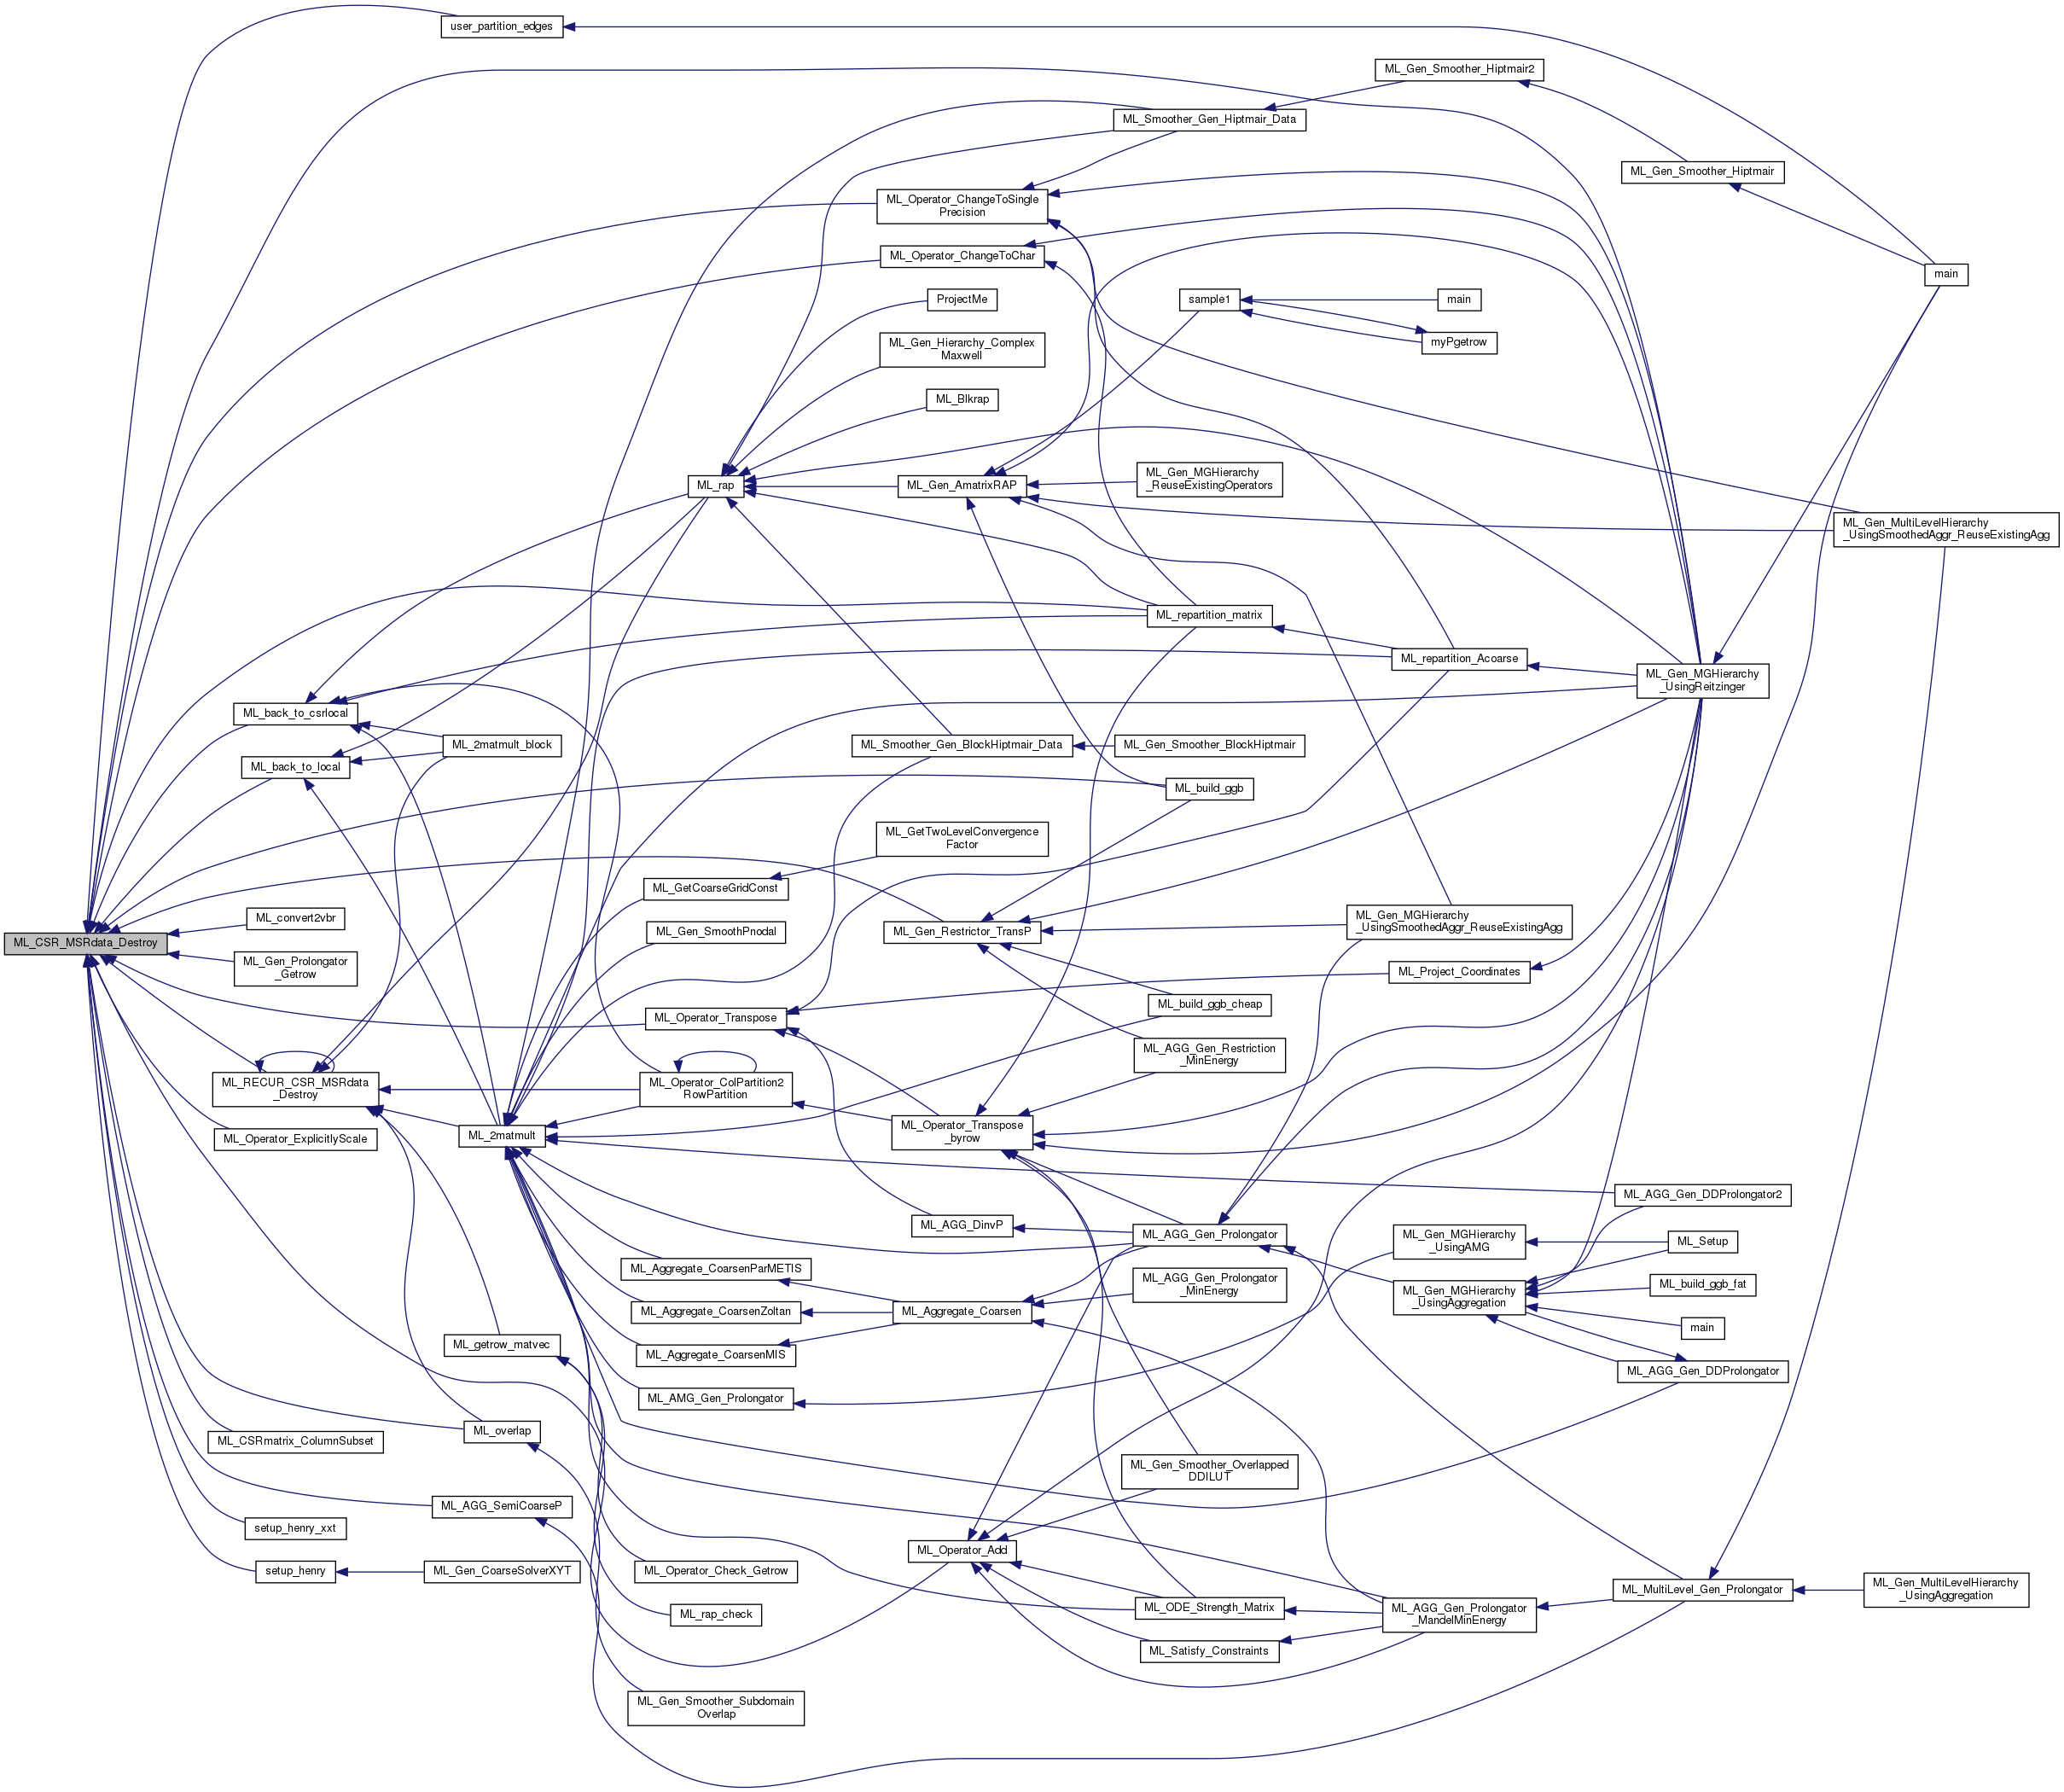 user_partition_edges
ML_Gen_Smoother_Hiptmair2
ML_Smoother_Gen_Hiptmair_Data
ML_Gen_Smoother_Hiptmair
ML_Operator_ChangeToSingle
Precision
ML_Operator_ChangeToChar
main
ProjectMe
sample1
main
myPgetrow
ML_Gen_Hierarchy_Complex
Maxwell
ML_Blkrap
ML_rap
ML_Gen_AmatrixRAP
ML_Gen_MGHierarchy
_ReuseExistingOperators
ML_Gen_MultiLevelHierarchy
_UsingSmoothedAggr_ReuseExistingAgg
ML_repartition_matrix
ML_repartition_Acoarse
ML_Gen_MGHierarchy
_UsingReitzinger
ML_back_to_csrlocal
ML_2matmult_block
ML_back_to_local
ML_Smoother_Gen_BlockHiptmair_Data
ML_Gen_Smoother_BlockHiptmair
ML_build_ggb
ML_GetTwoLevelConvergence
Factor
ML_GetCoarseGridConst
ML_convert2vbr
ML_CSR_MSRdata_Destroy
ML_Gen_SmoothPnodal
ML_Gen_Restrictor_TransP
ML_Gen_MGHierarchy
_UsingSmoothedAggr_ReuseExistingAgg
ML_Gen_Prolongator
_Getrow
ML_Project_Coordinates
ML_build_ggb_cheap
ML_Operator_Transpose
ML_AGG_Gen_Restriction
_MinEnergy
ML_RECUR_CSR_MSRdata
_Destroy
ML_Operator_ColPartition2
RowPartition
ML_Operator_ExplicitlyScale
ML_2matmult
ML_Operator_Transpose
_byrow
ML_AGG_Gen_DDProlongator2
ML_AGG_DinvP
ML_AGG_Gen_Prolongator
ML_Gen_MGHierarchy
_UsingAMG
ML_Setup
ML_Aggregate_CoarsenParMETIS
ML_AGG_Gen_Prolongator
_MinEnergy
ML_build_ggb_fat
ML_Gen_MGHierarchy
_UsingAggregation
ML_Aggregate_CoarsenZoltan
ML_Aggregate_Coarsen
main
ML_getrow_matvec
ML_Aggregate_CoarsenMIS
ML_AGG_Gen_DDProlongator
ML_AMG_Gen_Prolongator
ML_overlap
ML_CSRmatrix_ColumnSubset
ML_Gen_Smoother_Overlapped
DDILUT
ML_AGG_SemiCoarseP
setup_henry_xxt
ML_Operator_Add
setup_henry
ML_Gen_CoarseSolverXYT
ML_Operator_Check_Getrow
ML_MultiLevel_Gen_Prolongator
ML_Gen_MultiLevelHierarchy
_UsingAggregation
ML_rap_check
ML_ODE_Strength_Matrix
ML_AGG_Gen_Prolongator
_MandelMinEnergy
ML_Satisfy_Constraints
ML_Gen_Smoother_Subdomain
Overlap